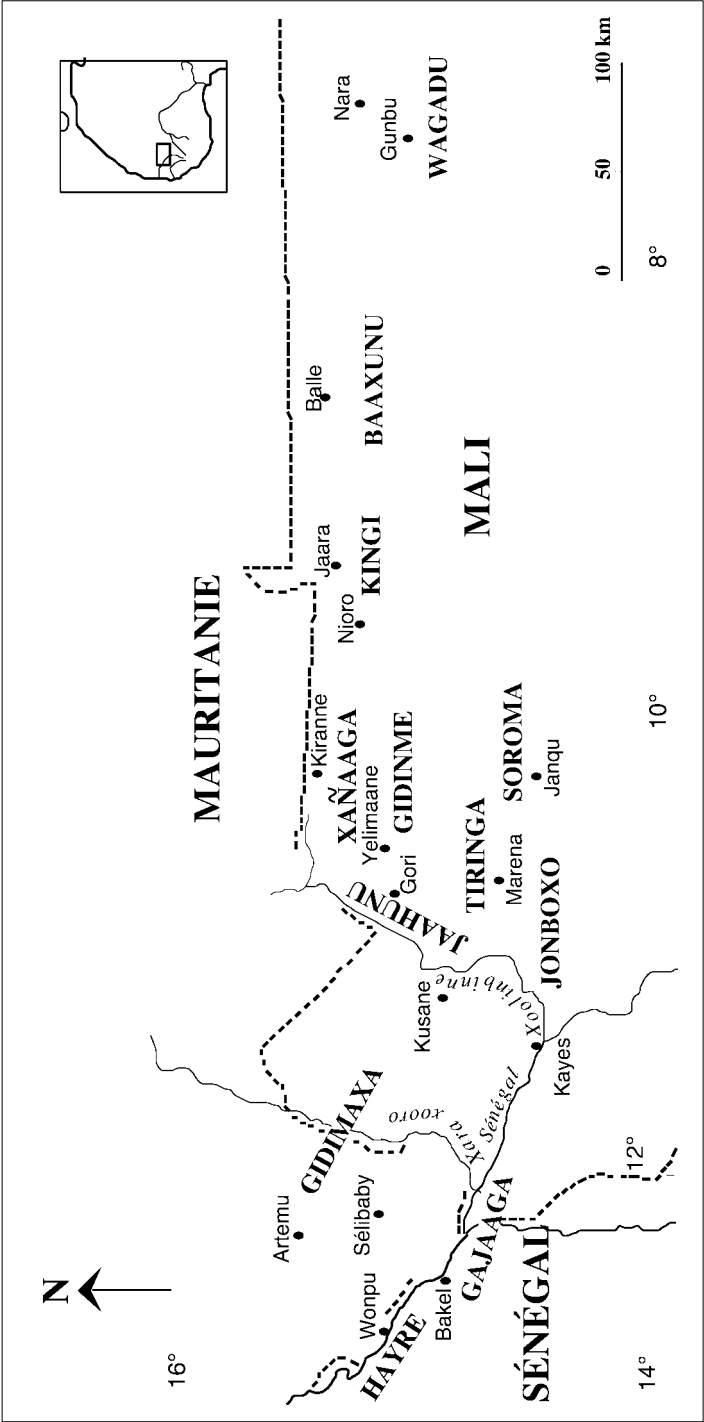 N
16°
14°
12°
10°
8°
MAURITANIE
MALI
SÉNÉGAL
HAYRE
GAJAAGA
GIDIMAXA
JAAHUNU
XAÑAAGA
GIDINME
TIRINGA
JONBOXO
SOROMA
KINGI
BAAXUNU
WAGADU
Wonpu
Bakel
Artemu
Sélibaby
Kusane
Kayes
Gori
Yelimaane
Kiranne
Marena
Janqu
Nioro
Jaara
Balle
Nara
Gunbu
Xara xooro
Sénégal
Xoolinbinne
0 50 100 km